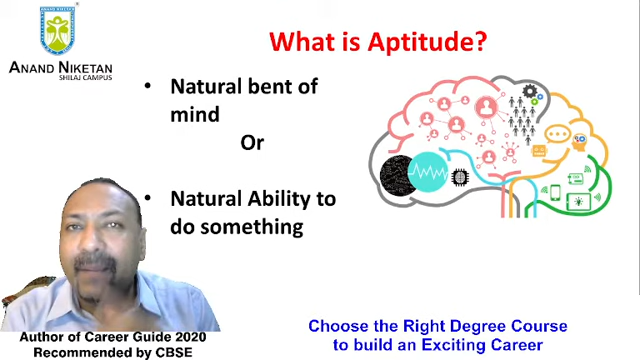 What is Aptitude?
ANAND NIKETAN
SHILAJ CAMPUS
• Natural bent of
mind
Or
• Natural Ability to
do something
Author of Career Guide 2020
Recommended by CBSE
Choose the Right Degree Course
to build an Exciting Career